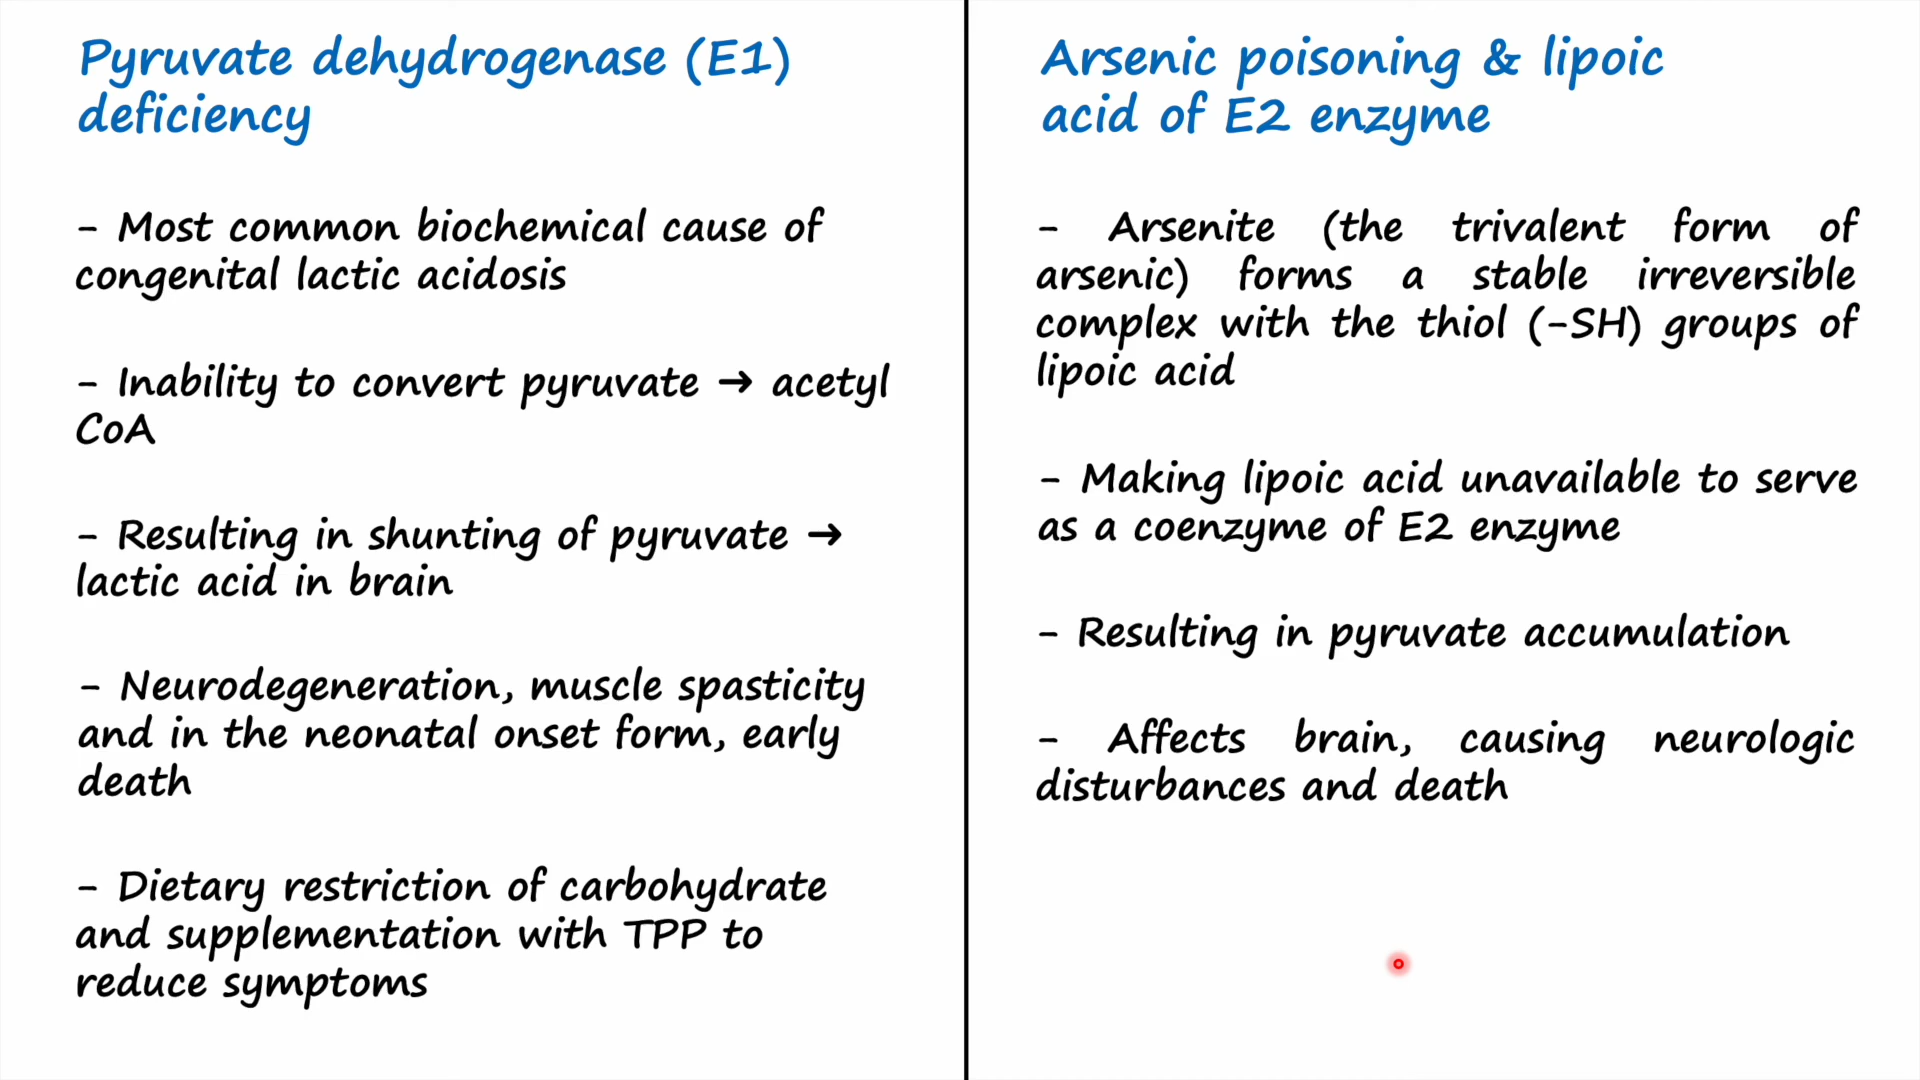 Pyruvate dehydrogenase (E1)
deficiency
- Most common biochemical cause of
congenital lactic acidosis
- Inability to convert pyruvate → acetyl
CoA
- Resulting in shunting of pyruvate →
lactic acid in brain
- Neurodegeneration, muscle spasticity
and in the neonatal onset form, early
death
- Dietary restriction of carbohydrate
and supplementation with TPP to
reduce symptoms
Arsenic poisoning & lipoic
acid of E2 enzyme
- Arsenite (the trivalent form of
arsenic) forms a stable irreversible
complex with the thiol (-SH) groups of
lipoic acid
- Making lipoic acid unavailable to serve
as a coenzyme of E2 enzyme
- Resulting in pyruvate accumulation
- Affects brain, causing neurologic
disturbances and death